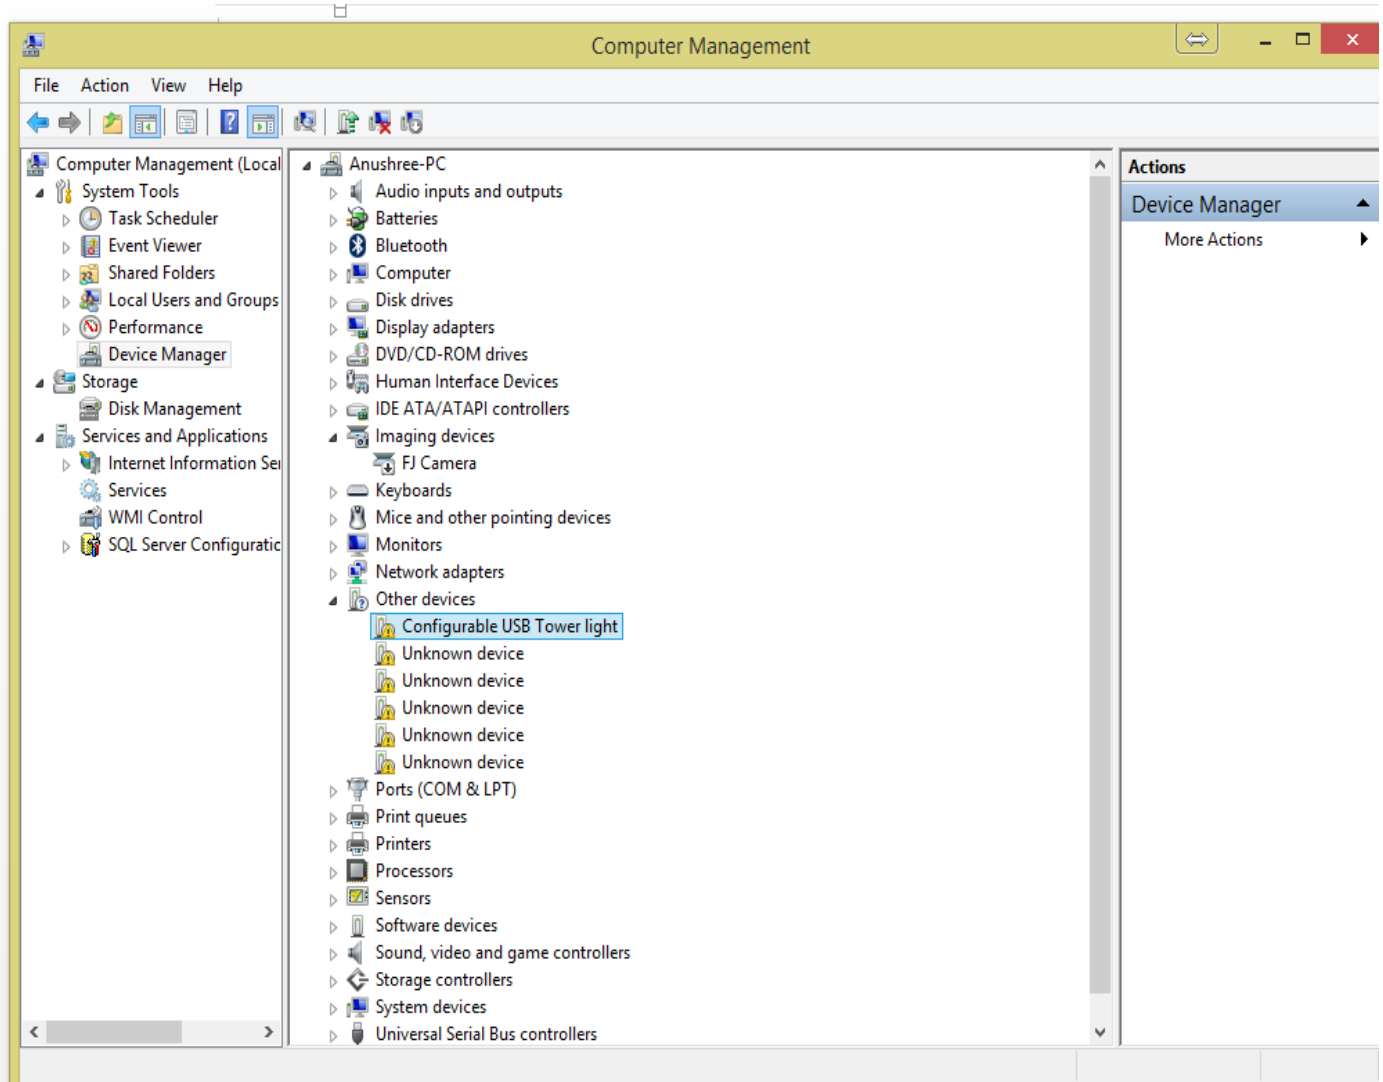 Computer Management
File Action View Help
Computer Management (Local
System Tools
Task Scheduler
Event Viewer
Shared Folders
Local Users and Groups
Performance
Device Manager
Storage
Disk Management
Services and Applications
Internet Information Ser
Services
WMI Control
SQL Server Configuratic
Anushree-PC
Audio inputs and outputs
Batteries
Bluetooth
Computer
Disk drives
Display adapters
DVD/CD-ROM drives
Human Interface Devices
IDE ATA/ATAPI controllers
Imaging devices
FJ Camera
Keyboards
Mice and other pointing devices
Monitors
Network adapters
Other devices
Configurable USB Tower light
Unknown device
Unknown device
Unknown device
Unknown device
Unknown device
Ports (COM & LPT)
Print queues
Printers
Processors
Sensors
Software devices
Sound, video and game controllers
Storage controllers
System devices
Universal Serial Bus controllers
Actions
Device Manager
More Actions